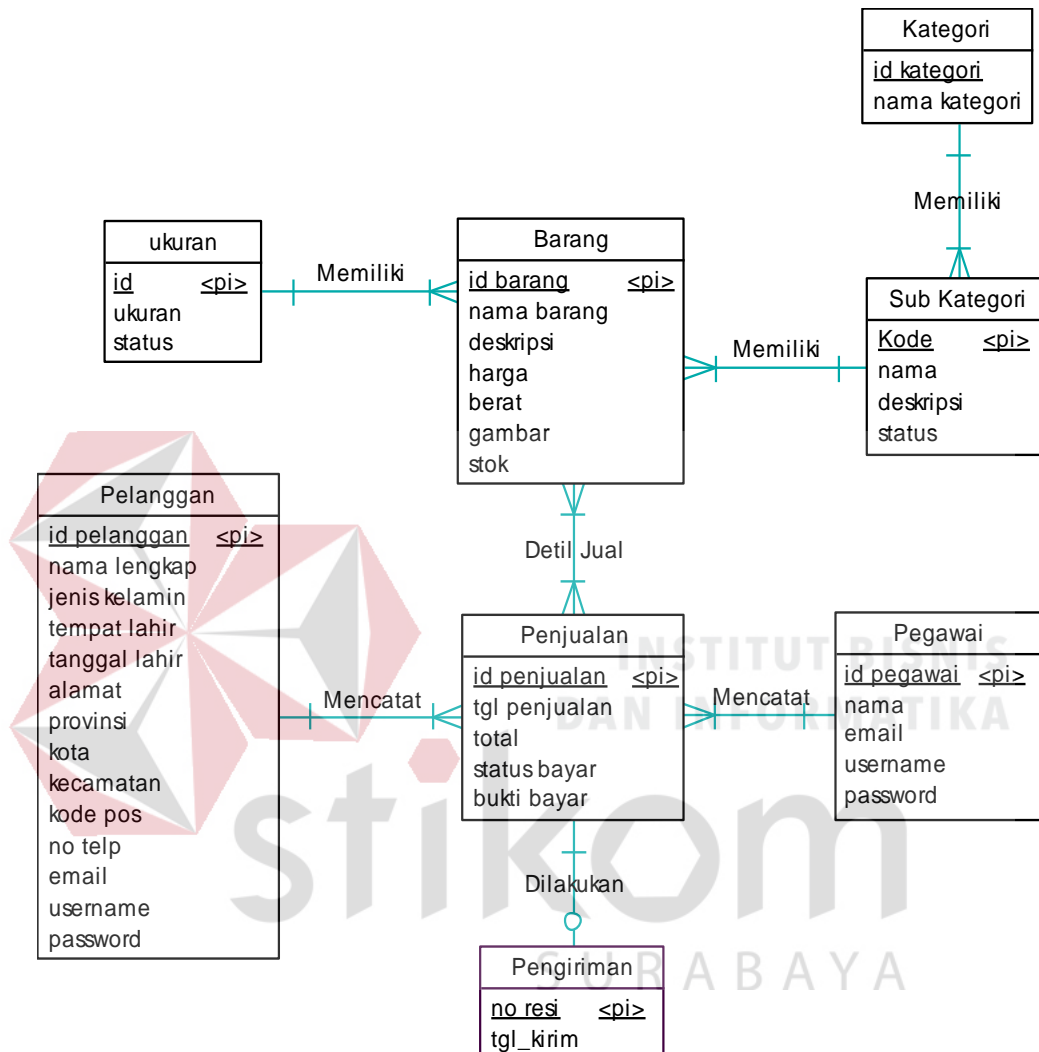 Kategori
id kategori
nama kategori
Memiliki
ukuran
id <pi>
ukuran
status
Memiliki
Barang
id barang <pi>
nama barang
deskripsi
harga
berat
gambar
stok
Memiliki
Sub Kategori
Kode <pi>
nama
deskripsi
status
Detil Jual
Pelanggan
id pelanggan <pi>
nama lengkap
jenis kelamin
tempat lahir
tanggal lahir
alamat
provinsi
kota
kecamatan
kode pos
no telp
email
username
password
Mencatat
Penjualan
id penjualan <pi>
tgl penjualan
total
status bayar
bukti bayar
Mencatat
Pegawai
id pegawai <pi>
nama
email
username
password
Dilakukan
Pengiriman
no resi <pi>
tgl_kirim
INSTITUT BISNIS
DAN INFORMATIKA
stikom
SURABAYA